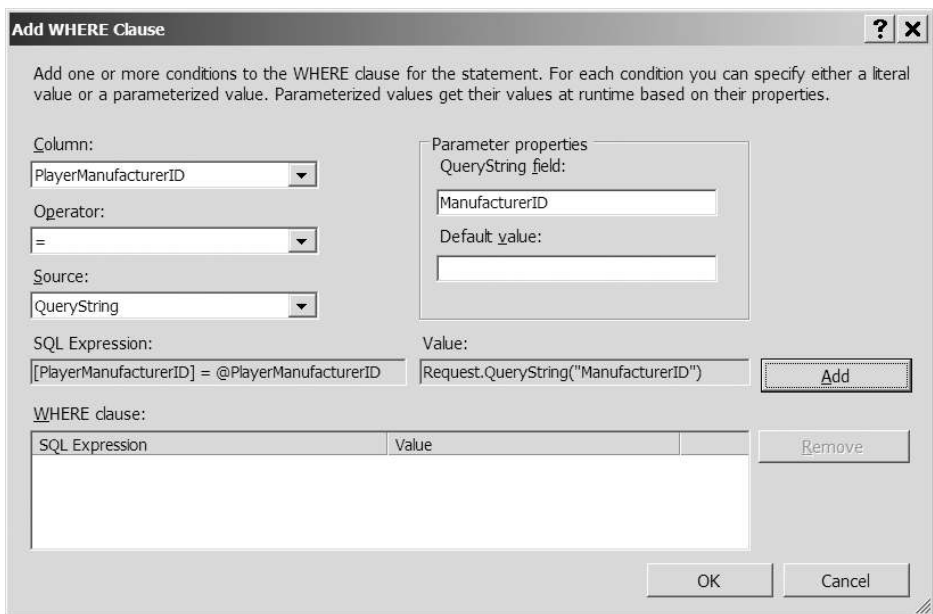 Add WHERE Clause
Add one or more conditions to the WHERE clause for the statement. For each condition you can specify either a literal
value or a parameterized value. Parameterized values get their values at runtime based on their properties.
Column:
PlayerManufacturerID
Operator:
=
Source:
QueryString
Parameter properties
QueryString field:
ManufacturerID
Default value:
SQL Expression:
[PlayerManufacturerID] = @PlayerManufacturerID
Value:
Request.QueryString("ManufacturerID")
Add
WHERE clause:
SQL Expression Value
Remove
OK Cancel